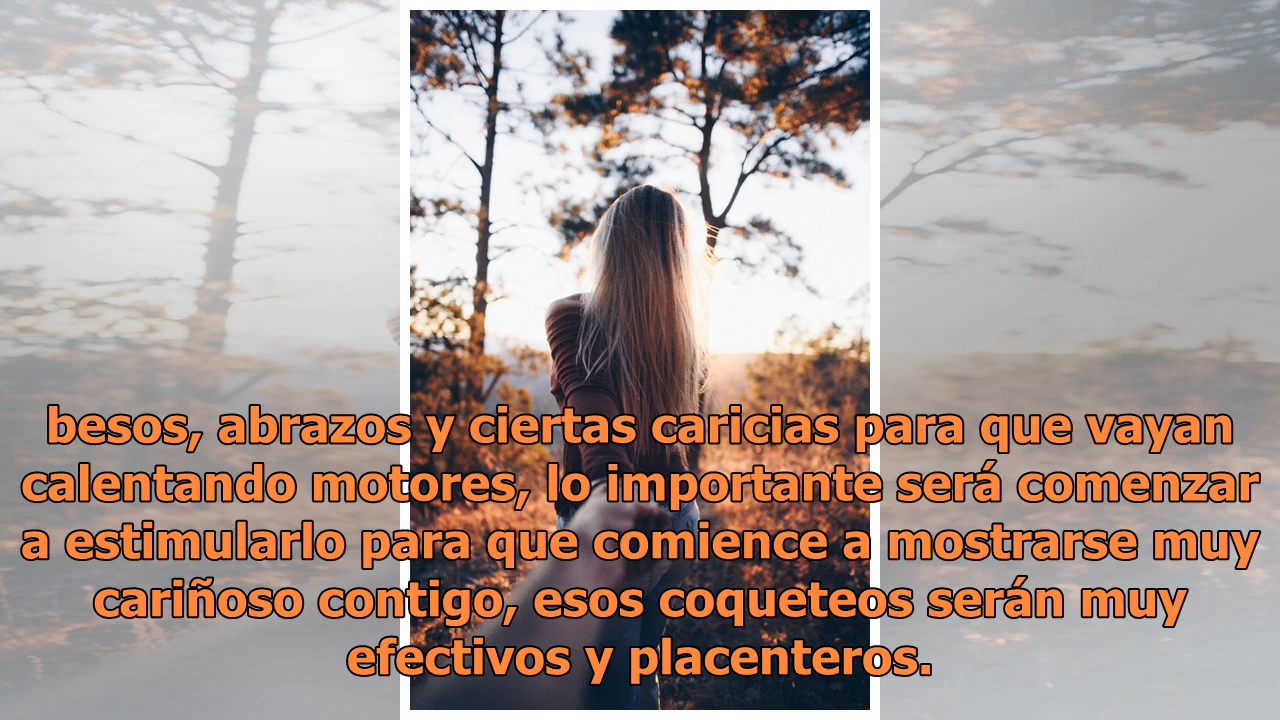 besos, abrazos y ciertas caricias para que vayan
calentando motores, lo importante será comenzar
a estimularlo para que comience a mostrarse muy
cariñoso contigo, esos coqueteos serán muy
efectivos y placenteros.